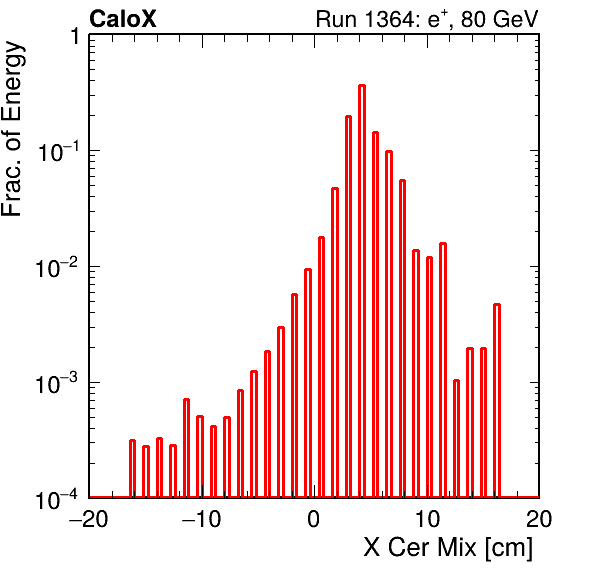 CaloX
Run 1364: e⁺, 80 GeV
Frac. of Energy
1
10⁻¹
10⁻²
10⁻³
10⁻⁴
−20
−10
0
10
20
X Cer Mix [cm]